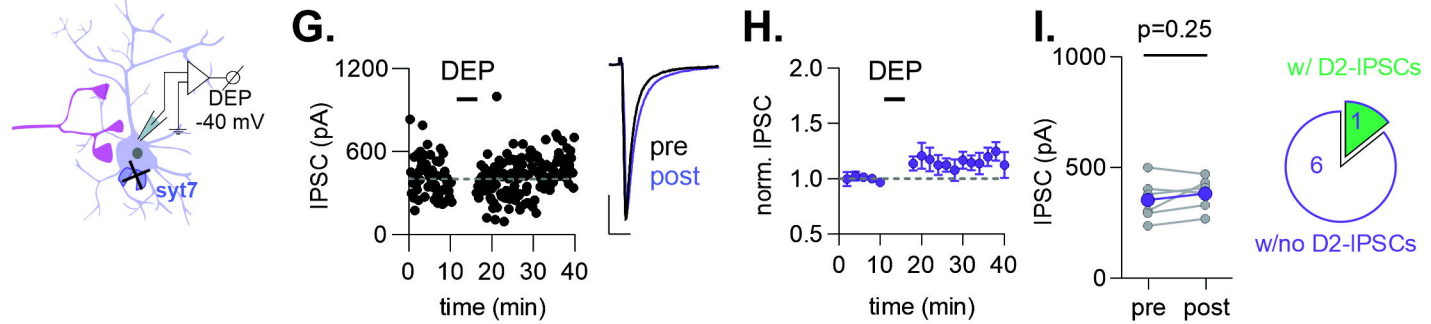 DEP
-40 mV
syt7
G.
1200
600
0
IPSC (pA)
DEP
0 10 20 30 40
time (min)
pre
post
H.
2.0
1.5
1.0
0.5
norm. IPSC
DEP
0 10 20 30 40
time (min)
I.
p=0.25
1000
500
0
IPSC (pA)
pre post
w/ D2-IPSCs
1
6
w/no D2-IPSCs